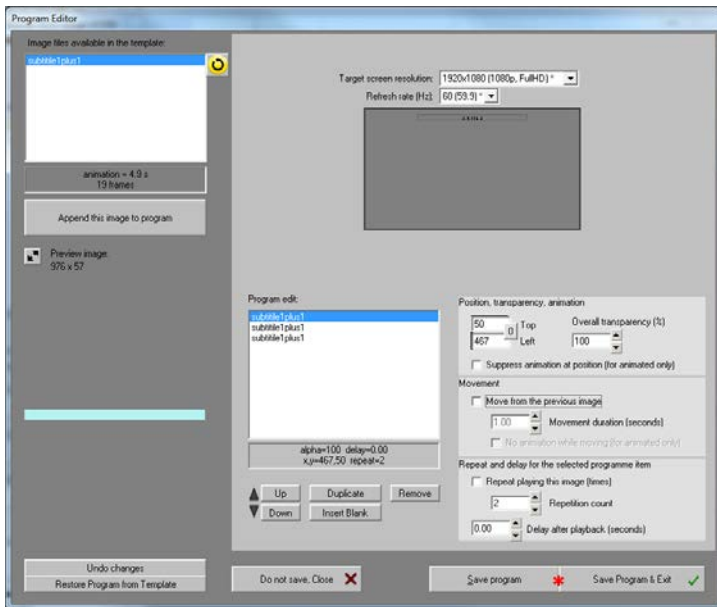 Program Editor
Image files available in the template:
subtitile1plus1
animation = 4.9 s
19 frames
Append this image to program
Preview image:
976 x 57
Undo changes
Restore Program from Template
Target screen resolution: 1920x1080 (1080p, FullHD) *
Refresh rate (Hz): 60 (59.9) *
Program edit:
subtitile1plus1
subtitile1plus1
subtitile1plus1
alpha=100 delay=0.00
x,y=467,50 repeat=2
Up Duplicate Remove
Down Insert Blank
Position, transparency, animation
50 Top
467 Left
0
Overall transparency (%)
100
Suppress animation at position (for animated only)
Movement
Move from the previous image
1.00 Movement duration (seconds)
No animation while moving (for animated only)
Repeat and delay for the selected programme item
Repeat playing this image (times)
2 Repetition count
0.00 Delay after playback (seconds)
Do not save, Close
Save program
Save Program & Exit